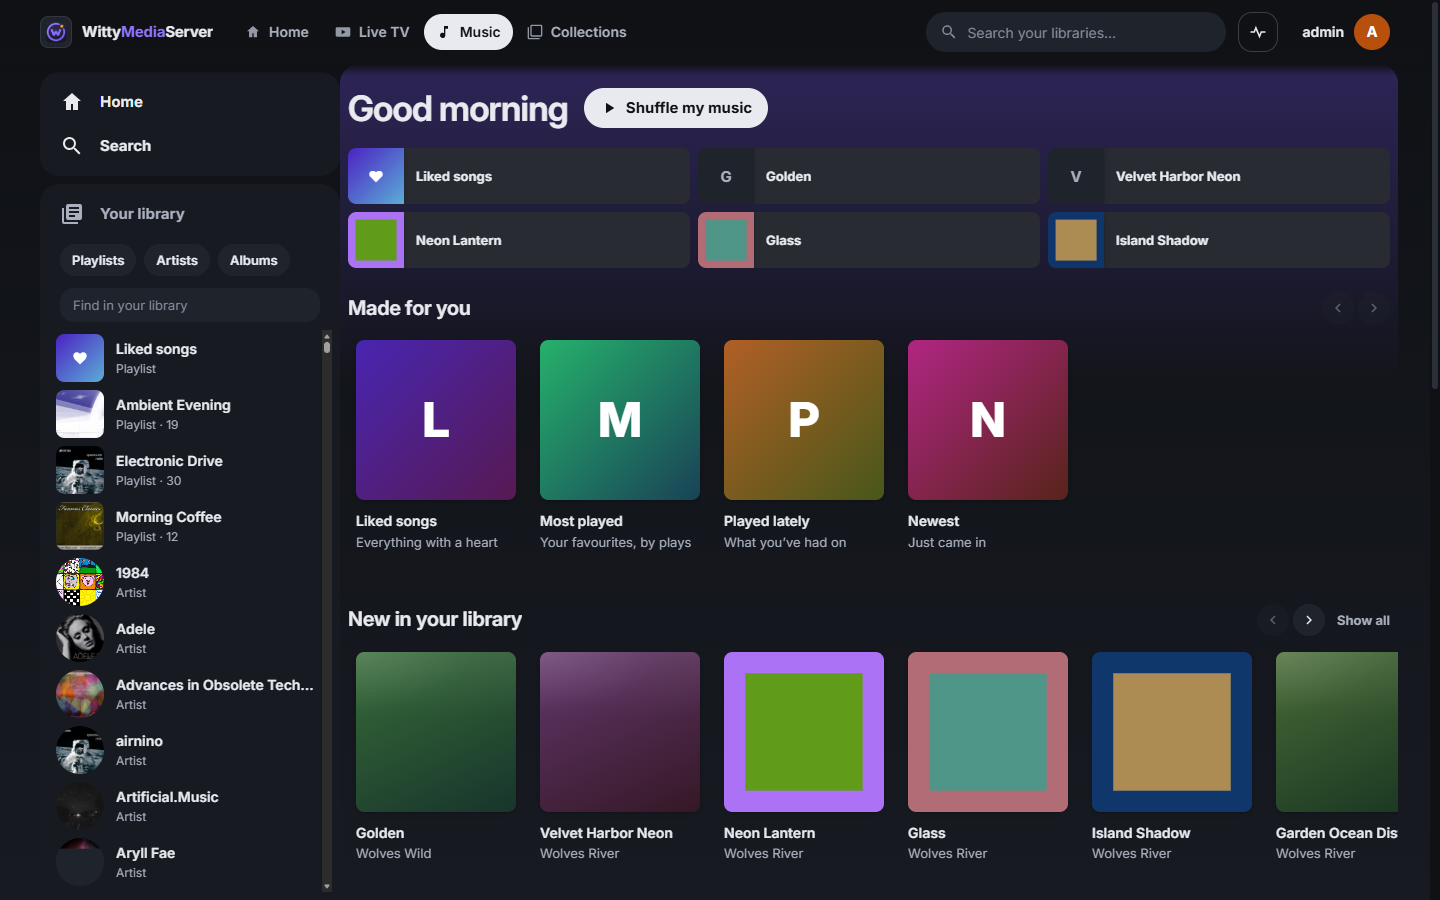 WittyMediaServer
Home
Live TV
Music
Collections
Search your libraries...
admin
A
Home
Search
Your library
Playlists
Artists
Albums
Find in your library
Liked songs
Playlist
Ambient Evening
Playlist · 19
Electronic Drive
Playlist · 30
Morning Coffee
Playlist · 12
1984
Artist
Adele
Artist
Advances in Obsolete Tech...
Artist
airnino
Artist
Artificial.Music
Artist
Aryll Fae
Artist
Good morning
Shuffle my music
Liked songs
G
Golden
V
Velvet Harbor Neon
Neon Lantern
Glass
Island Shadow
Made for you
L
M
P
N
Liked songs
Everything with a heart
Most played
Your favourites, by plays
Played lately
What you've had on
Newest
Just came in
New in your library
Show all
Golden
Wolves Wild
Velvet Harbor Neon
Wolves River
Neon Lantern
Wolves River
Glass
Wolves River
Island Shadow
Wolves River
Garden Ocean Dis
Wolves River